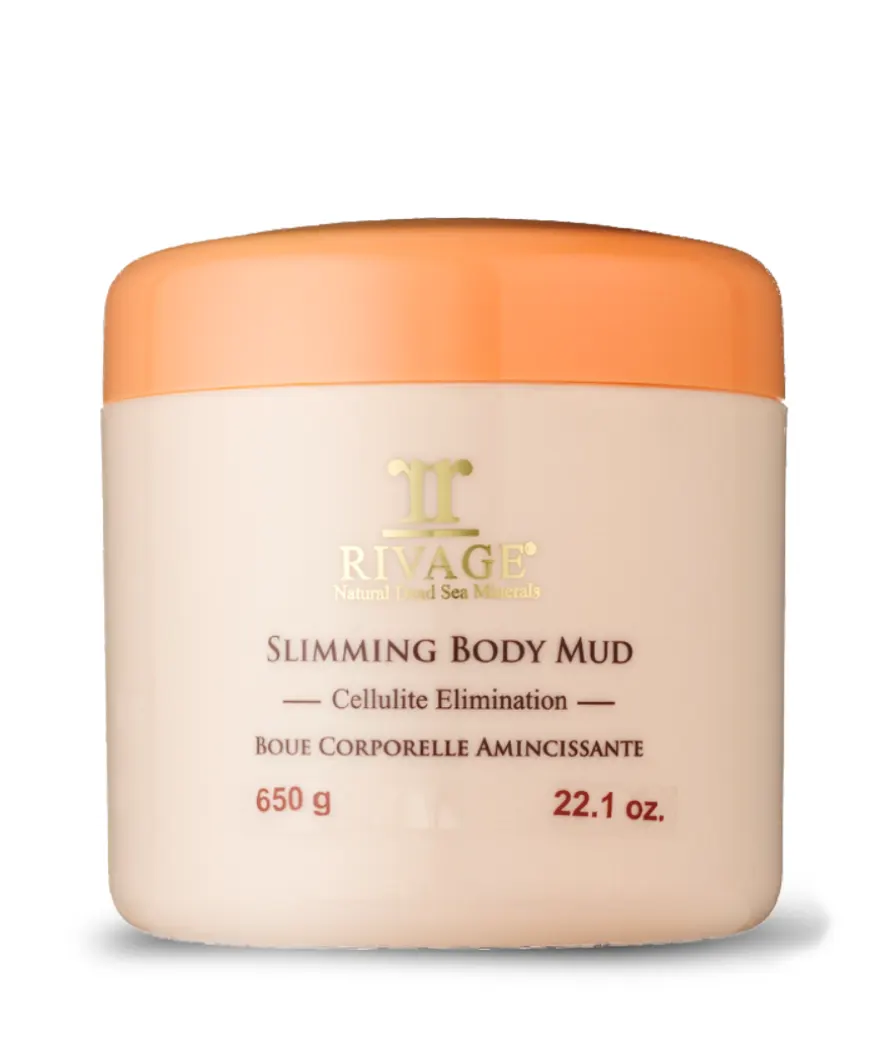 RIVAGE
Natural Dead Sea Minerals
SLIMMING BODY MUD
— Cellulite Elimination —
BOUE CORPORELLE AMINCISSANTE
650 g 22.1 oz.